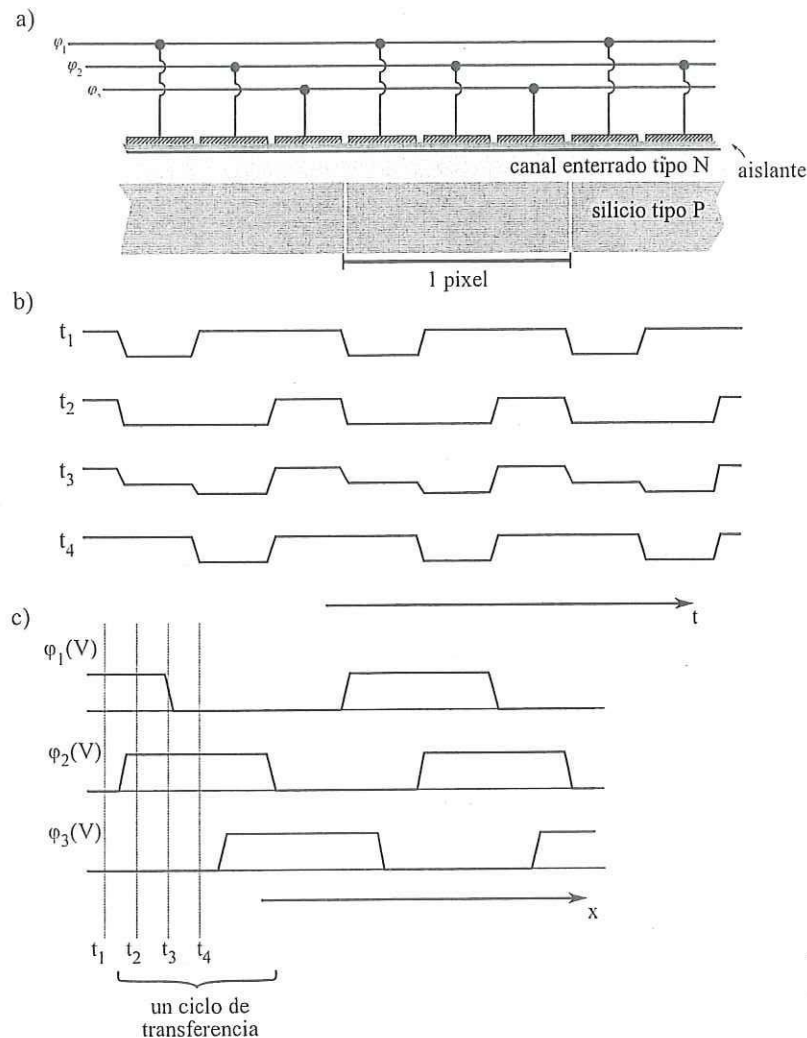 a)
φ1
φ2
φ3
canal enterrado tipo N
aislante
silicio tipo P
1 pixel
b)
t1
t2
t3
t4
t
c)
φ1(V)
φ2(V)
φ3(V)
x
t1 t2 t3 t4
un ciclo de
transferencia